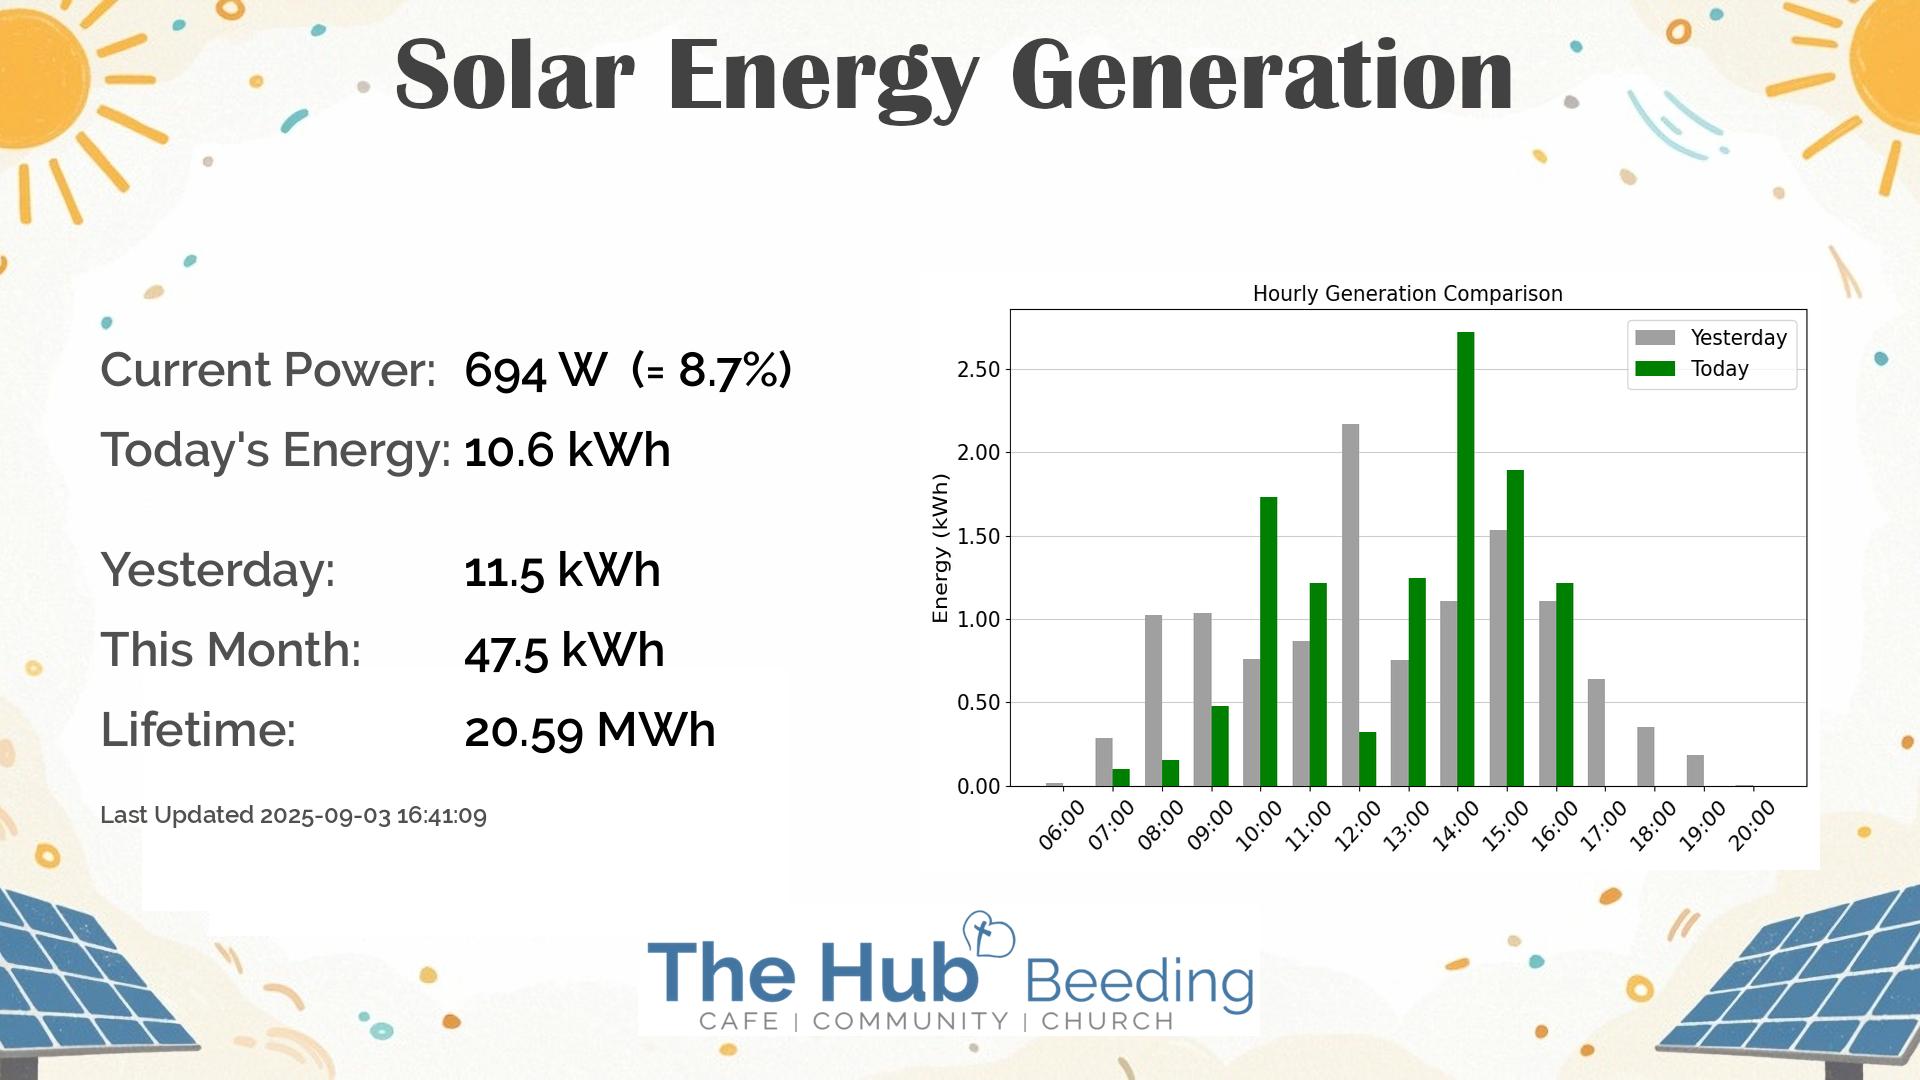 Solar Energy Generation
Current Power: 694 W (= 8.7%)
Today's Energy: 10.6 kWh
Yesterday: 11.5 kWh
This Month: 47.5 kWh
Lifetime: 20.59 MWh
Last Updated 2025-09-03 16:41:09
Hourly Generation Comparison
Yesterday
Today
Energy (kWh)
2.50
2.00
1.50
1.00
0.50
0.00
06:00 07:00 08:00 09:00 10:00 11:00 12:00 13:00 14:00 15:00 16:00 17:00 18:00 19:00 20:00
The Hub Beeding
CAFE | COMMUNITY | CHURCH